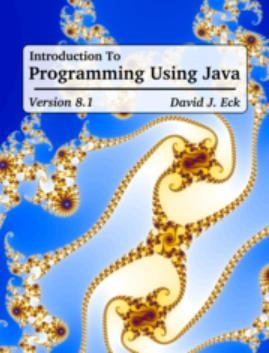 Introduction To
Programming Using Java
Version 8.1 David J. Eck